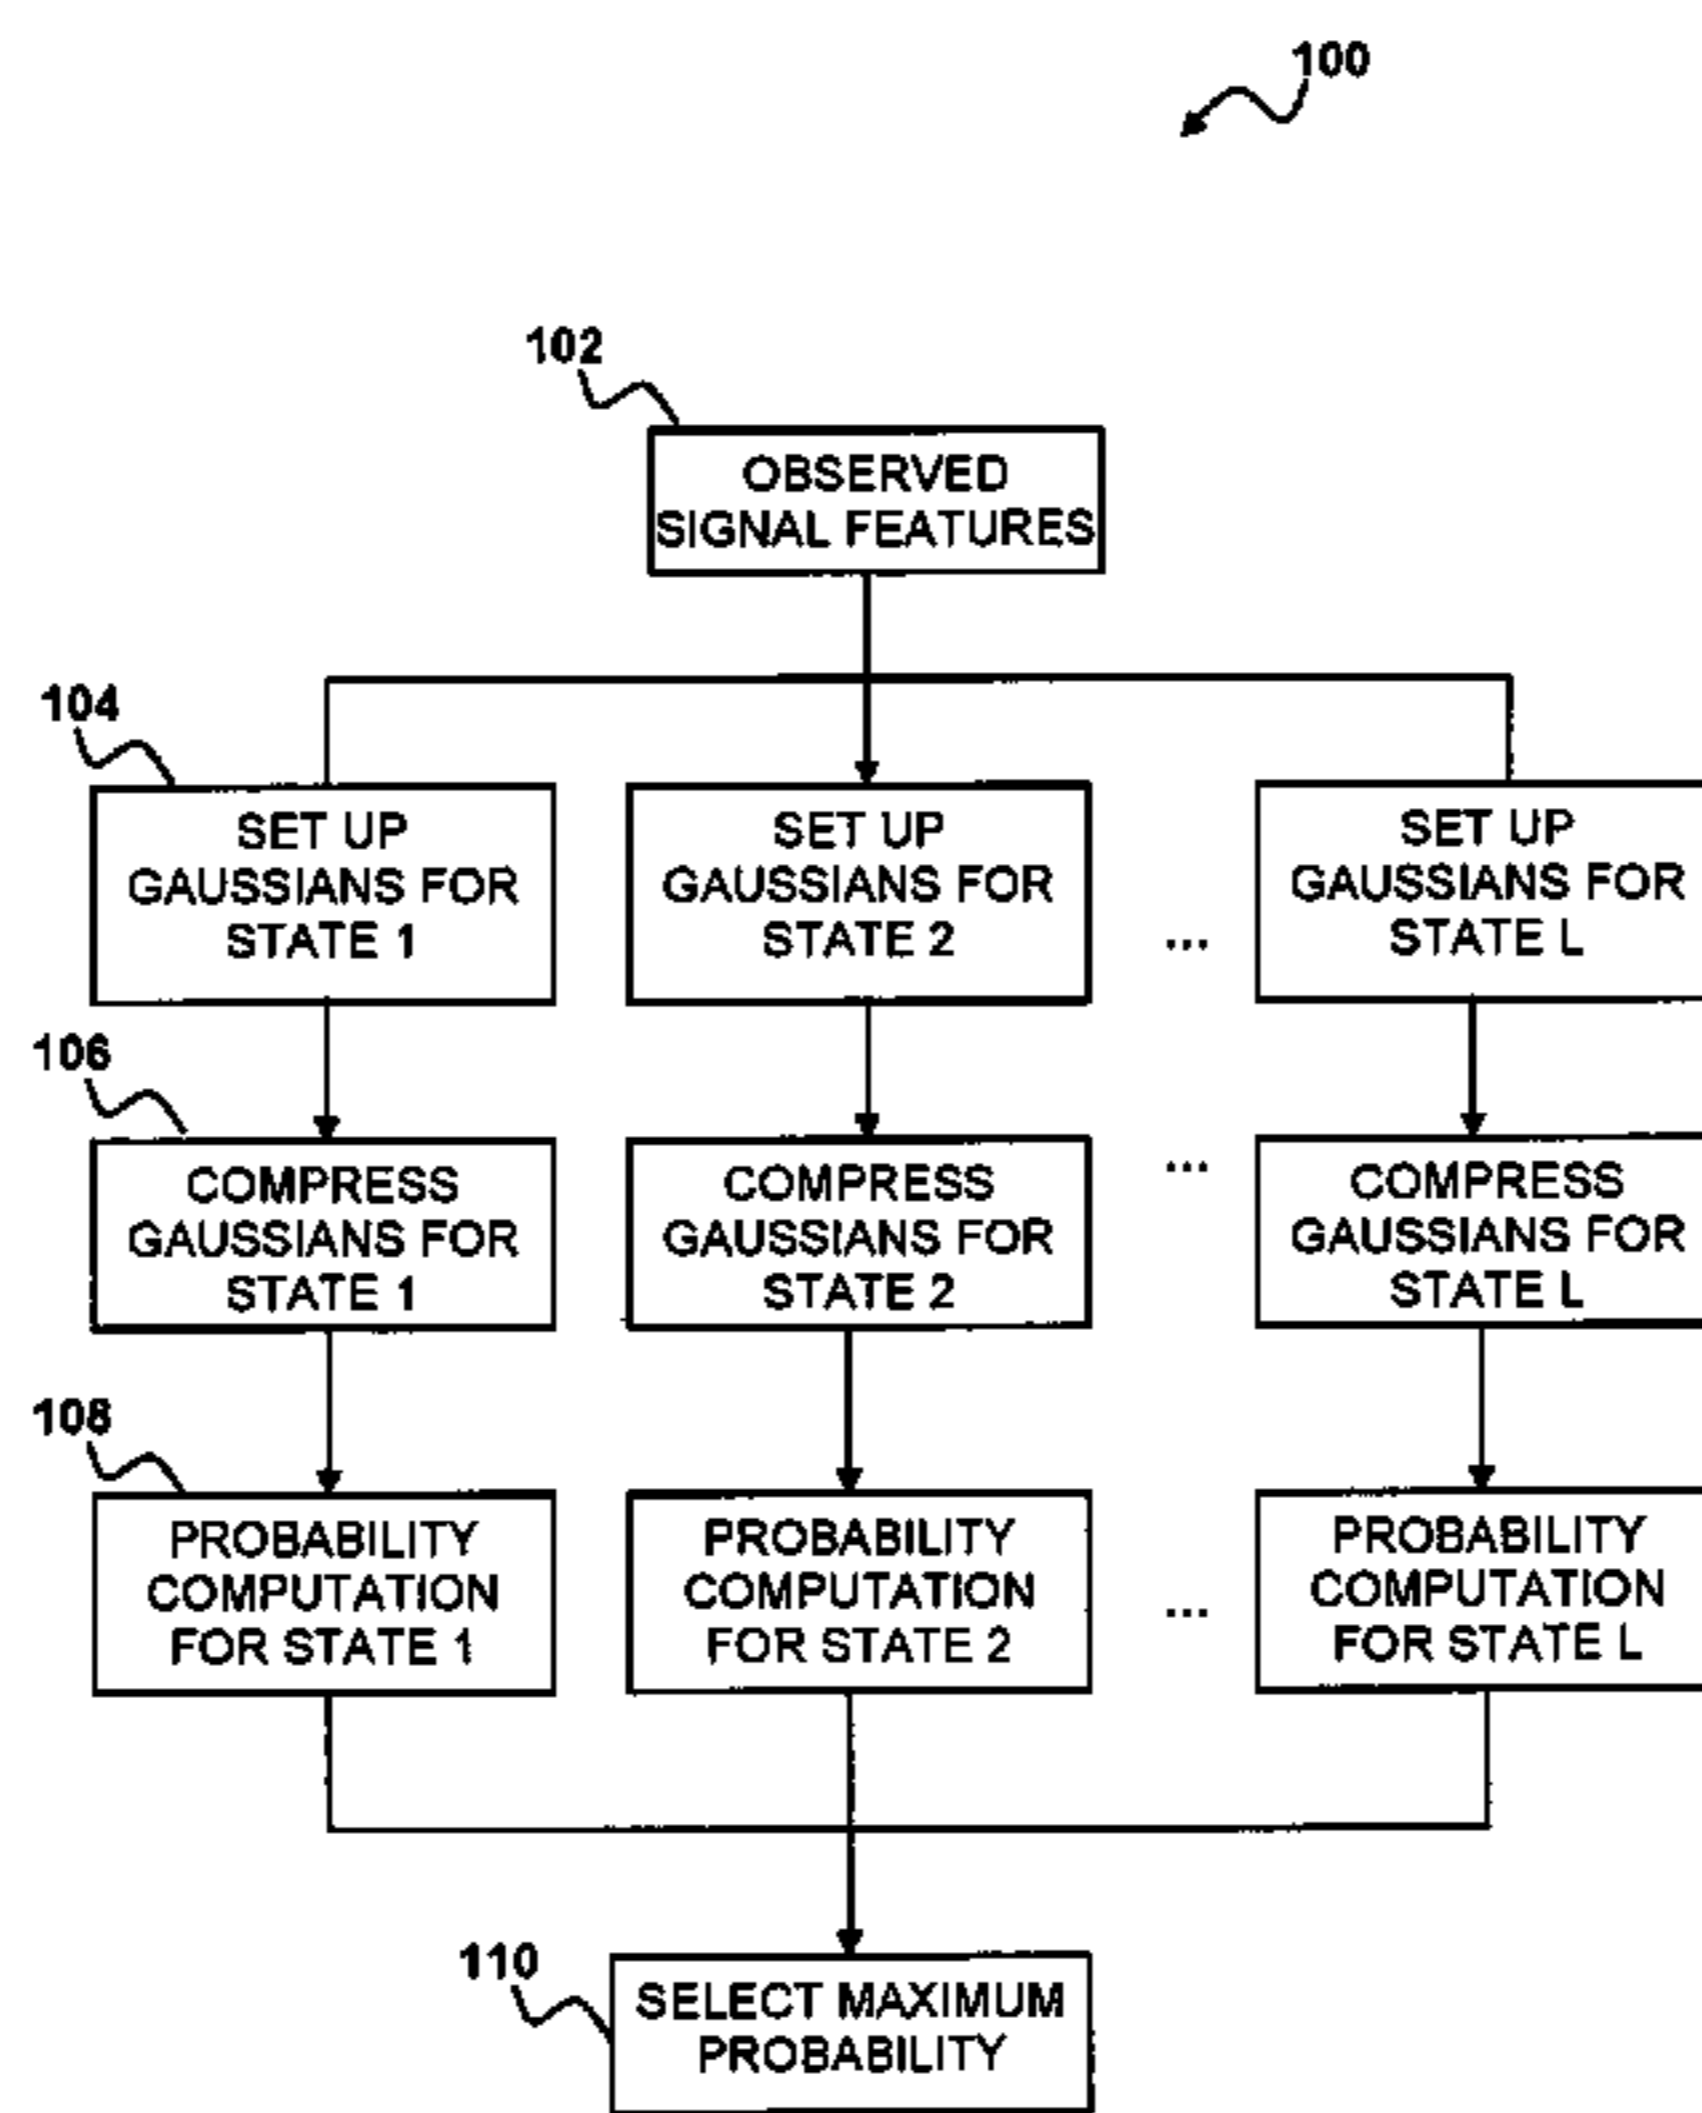 100
102
OBSERVED
SIGNAL FEATURES
104
SET UP
GAUSSIANS FOR
STATE 1
SET UP
GAUSSIANS FOR
STATE 2
...
SET UP
GAUSSIANS FOR
STATE L
106
COMPRESS
GAUSSIANS FOR
STATE 1
COMPRESS
GAUSSIANS FOR
STATE 2
...
COMPRESS
GAUSSIANS FOR
STATE L
108
PROBABILITY
COMPUTATION
FOR STATE 1
PROBABILITY
COMPUTATION
FOR STATE 2
...
PROBABILITY
COMPUTATION
FOR STATE L
110
SELECT MAXIMUM
PROBABILITY